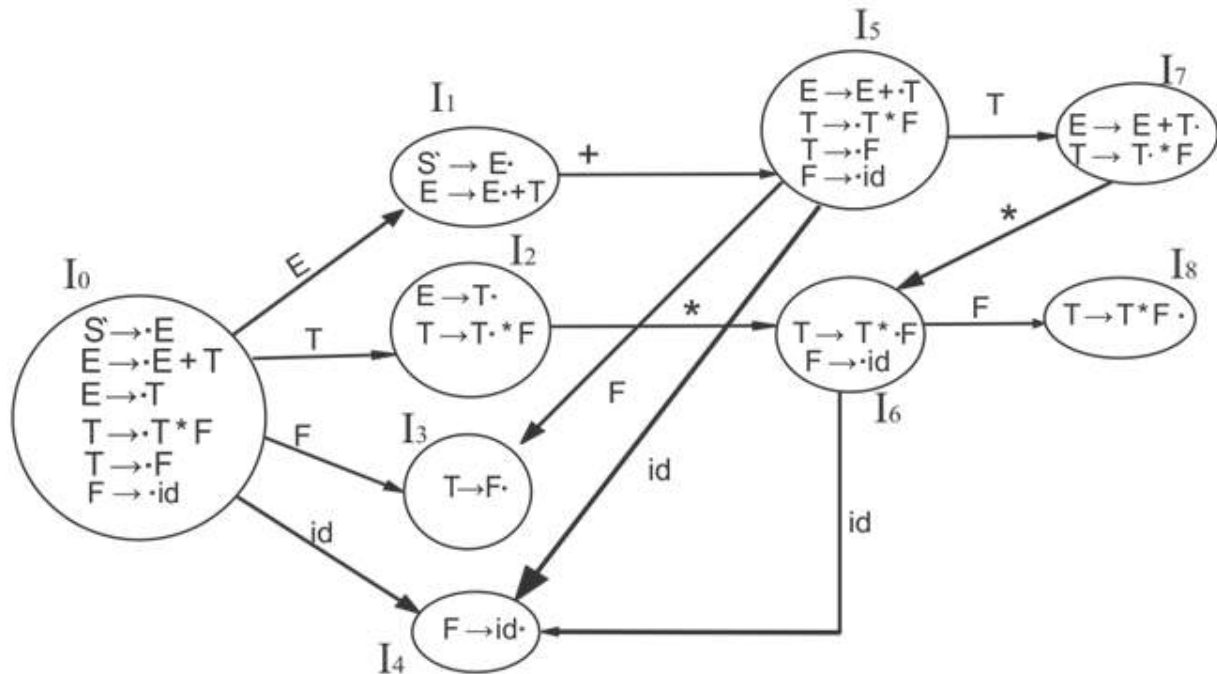 I0
S‵→·E
E→·E + T
E→·T
T→·T * F
T→·F
F→·id
E
T
F
id
I1
S‵→ E·
E → E·+T
+
I2
E→T·
T→T·*F
*
I3
T→F·
I4
F→id·
I5
E→E+·T
T→·T*F
T→·F
F→·id
T
F
id
I7
E→ E+T·
T→ T·*F
*
T→ T*·F
F→·id
I6
F
id
I8
T→T*F ·